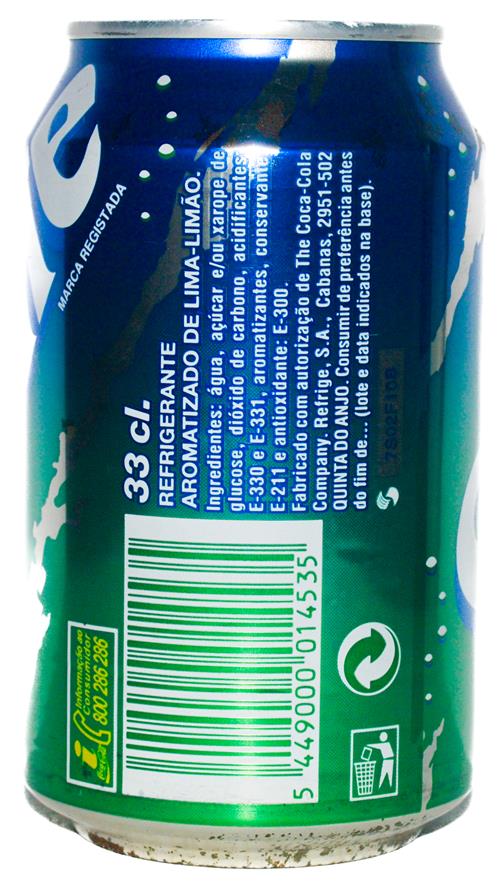 te
MARCA REGISTADA
33 cl.
REFRIGERANTE
AROMATIZADO DE LIMA-LIMÃO.
Ingredientes: água, açúcar e/ou xarope de
glucose, dióxido de carbono, acidificantes
E-330 e E-331, aromatizantes, conservante
E-211 e antioxidante: E-300.
Fabricado com autorização de The Coca-Cola
Company. Refrige, S.A., Cabanas, 2951-502
QUINTA DO ANJO. Consumir de preferência antes
do fim de... (lote e data indicados na base).
7S02F10B
5 449000 014535
i
Informação ao
Consumidor
800 286 286